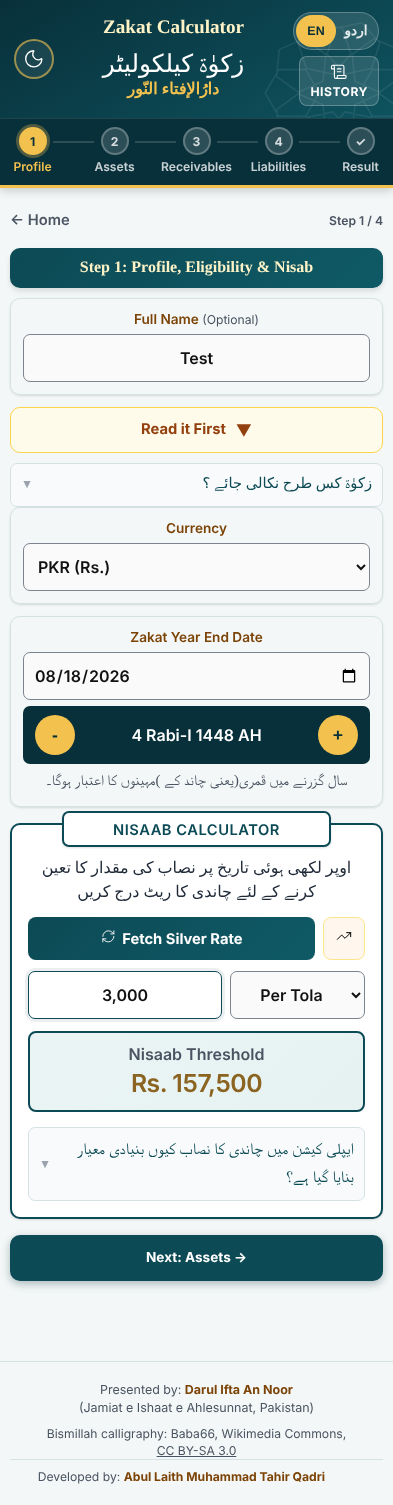 Zakat Calculator
زکوٰۃ کیلکولیٹر
دارُالإفتاء النّور
EN
اردو
HISTORY
1
2
3
4
✓
Profile
Assets
Receivables
Liabilities
Result
← Home
Step 1 / 4
Step 1: Profile, Eligibility & Nisab
Full Name (Optional)
Test
Read it First ▼
زکوٰۃ کس طرح نکالی جائے ؟
▼
Currency
PKR (Rs.)
Zakat Year End Date
08/18/2026
-
4 Rabi-I 1448 AH
+
سال گزرنے میں قمری(یعنی چاند کے )مہینوں کا اعتبار ہوگا۔
NISAAB CALCULATOR
اوپر لکھی ہوئی تاریخ پر نصاب کی مقدار کا تعین
کرنے کے لئے چاندی کا ریٹ درج کریں
Fetch Silver Rate
3,000
Per Tola
Nisaab Threshold
Rs. 157,500
ایپلی کیشن میں چاندی کا نصاب کیوں بنیادی معیار
بنایا گیا ہے؟
▼
Next: Assets →
Presented by: Darul Ifta An Noor
(Jamiat e Ishaat e Ahlesunnat, Pakistan)
Bismillah calligraphy: Baba66, Wikimedia Commons,
CC BY-SA 3.0
Developed by: Abul Laith Muhammad Tahir Qadri